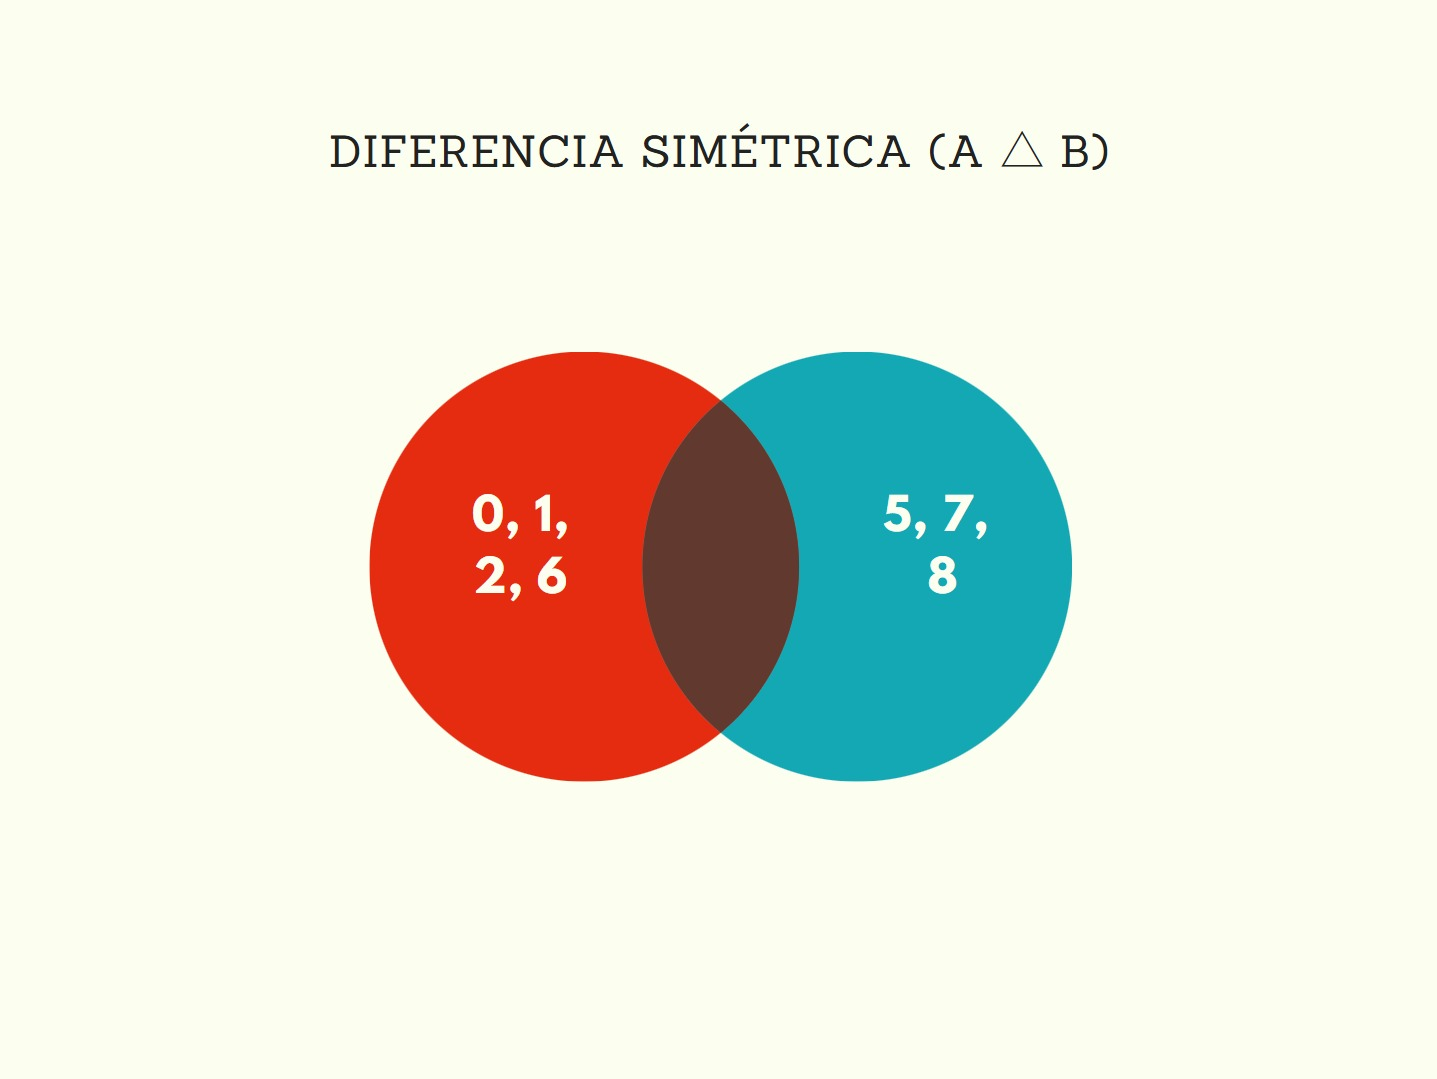 DIFERENCIA SIMÉTRICA (A △ B)
0, 1,
2, 6
5, 7,
8